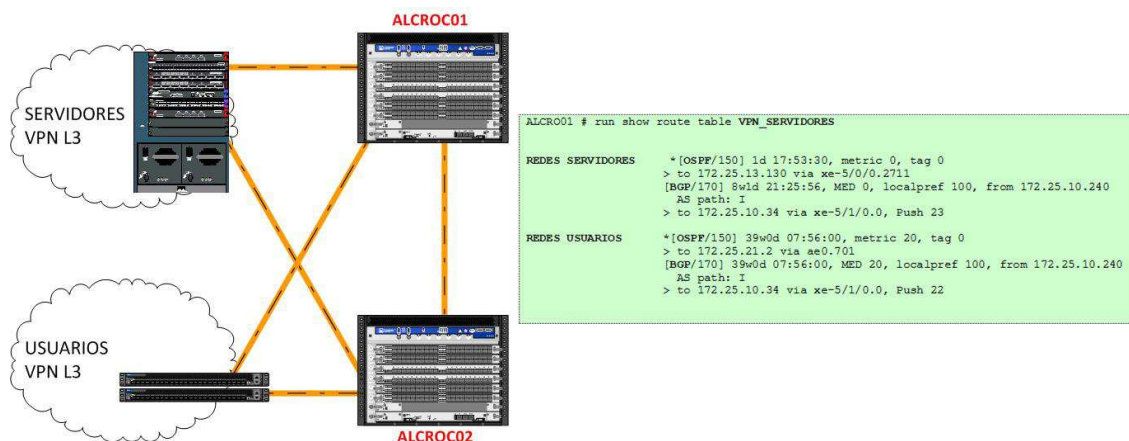 ALCROC01
SERVIDORES
VPN L3
ALCRO01 # run show route table VPN_SERVIDORES
REDES SERVIDORES *[OSPF/150] 1d 17:53:30, metric 0, tag 0
> to 172.25.13.130 via xe-5/0/0.2711
[BGP/170] 8w1d 21:25:56, MED 0, localpref 100, from 172.25.10.240
AS path: I
> to 172.25.10.34 via xe-5/1/0.0, Push 23
REDES USUARIOS *[OSPF/150] 39w0d 07:56:00, metric 20, tag 0
> to 172.25.21.2 via ae0.701
[BGP/170] 39w0d 07:56:00, MED 20, localpref 100, from 172.25.10.240
AS path: I
> to 172.25.10.34 via xe-5/1/0.0, Push 22
USUARIOS
VPN L3
ALCROC02